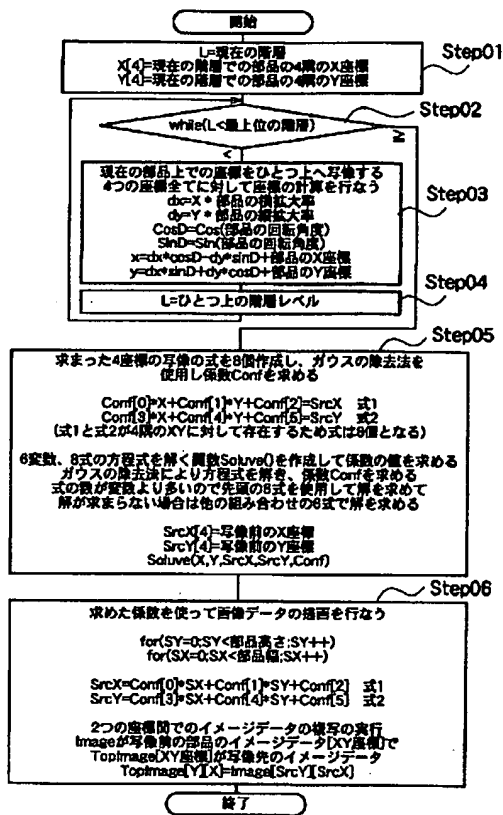 開始
L=現在の階層
X[4]=現在の階層での部品の4隅のX座標
Y[4]=現在の階層での部品の4隅のY座標
Step01
Step02
while(L<最上位の階層)
≧
<
現在の部品上での座標をひとつ上へ写像する
4つの座標全てに対して座標の計算を行なう
dx=X * 部品の横拡大率
dy=Y * 部品の縦拡大率
CosD=Cos(部品の回転角度)
SinD=Sin(部品の回転角度)
x=dx*cosD-dy*sinD+部品のX座標
y=dx*sinD+dy*cosD+部品のY座標
Step03
L=ひとつ上の階層レベル
Step04
Step05
求まった4座標の写像の式を8個作成し、ガウスの除去法を
使用し係数Confを求める
Conf[0]*X+Conf[1]*Y+Conf[2]=SrcX 式1
Conf[3]*X+Conf[4]*Y+Conf[5]=SrcY 式2
(式1と式2が4隅のXYに対して存在するため式は8個となる)
6変数、8式の方程式を解く関数Soluve()を作成して係数の値を求める
ガウスの除去法により方程式を解き、係数Confを求める
式の数が変数より多いので先頭の6式を使用して解を求めて
解が求まらない場合は他の組み合わせの6式で解を求める
SrcX[4]=写像前のX座標
SrcY[4]=写像前のY座標
Soluve(X,Y,SrcX,SrcY,Conf)
Step06
求めた係数を使って画像データの描画を行なう
for(SY=0;SY<部品高さ;SY++)
for(SX=0;SX<部品幅;SX++)
SrcX=Conf[0]*SX+Conf[1]*SY+Conf[2] 式1
SrcY=Conf[3]*SX+Conf[4]*SY+Conf[5] 式2
2つの座標間でのイメージデータの複写の実行
Imageが写像前の部品のイメージデータ[XY座標]で
TopImage[XY座標]が写像先のイメージデータ
TopImage[Y][X]=Image[SrcY][SrcX]
終了